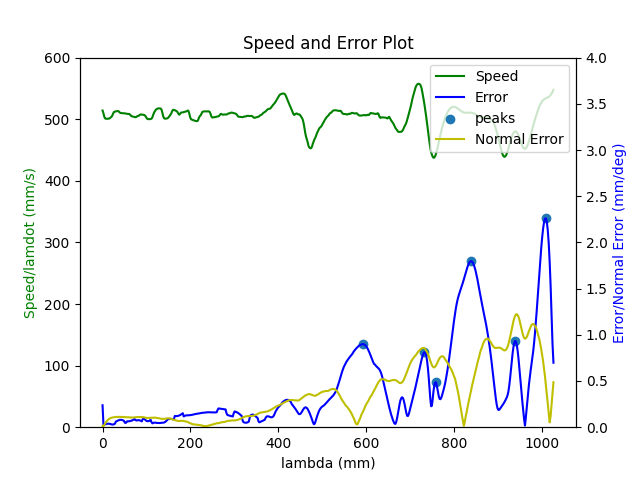 Speed and Error Plot
600
500
400
300
200
100
0
Speed/lamdot (mm/s)
4.0
3.5
3.0
2.5
2.0
1.5
1.0
0.5
0.0
Error/Normal Error (mm/deg)
Speed
Error
peaks
Normal Error
0 200 400 600 800 1000
lambda (mm)